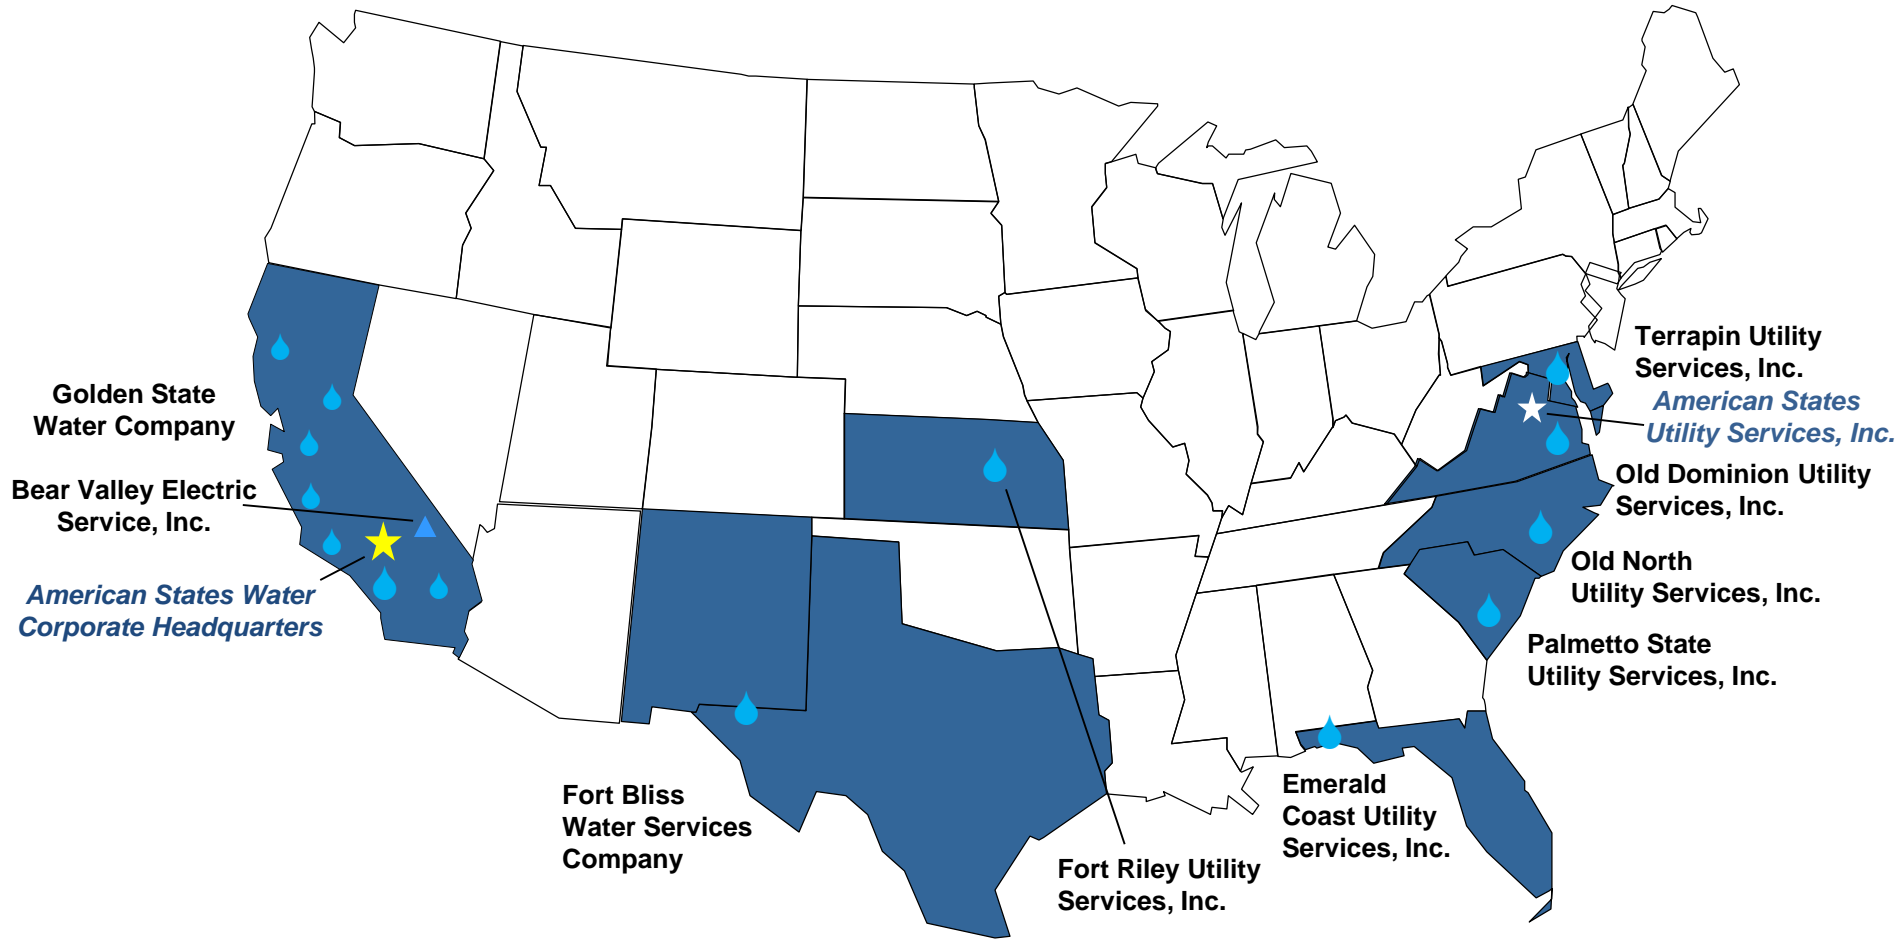 Golden State
Water Company
Bear Valley Electric
Service, Inc.
American States Water
Corporate Headquarters
Fort Bliss
Water Services
Company
Fort Riley Utility
Services, Inc.
Emerald
Coast Utility
Services, Inc.
Terrapin Utility
Services, Inc.
American States
Utility Services, Inc.
Old Dominion Utility
Services, Inc.
Old North
Utility Services, Inc.
Palmetto State
Utility Services, Inc.